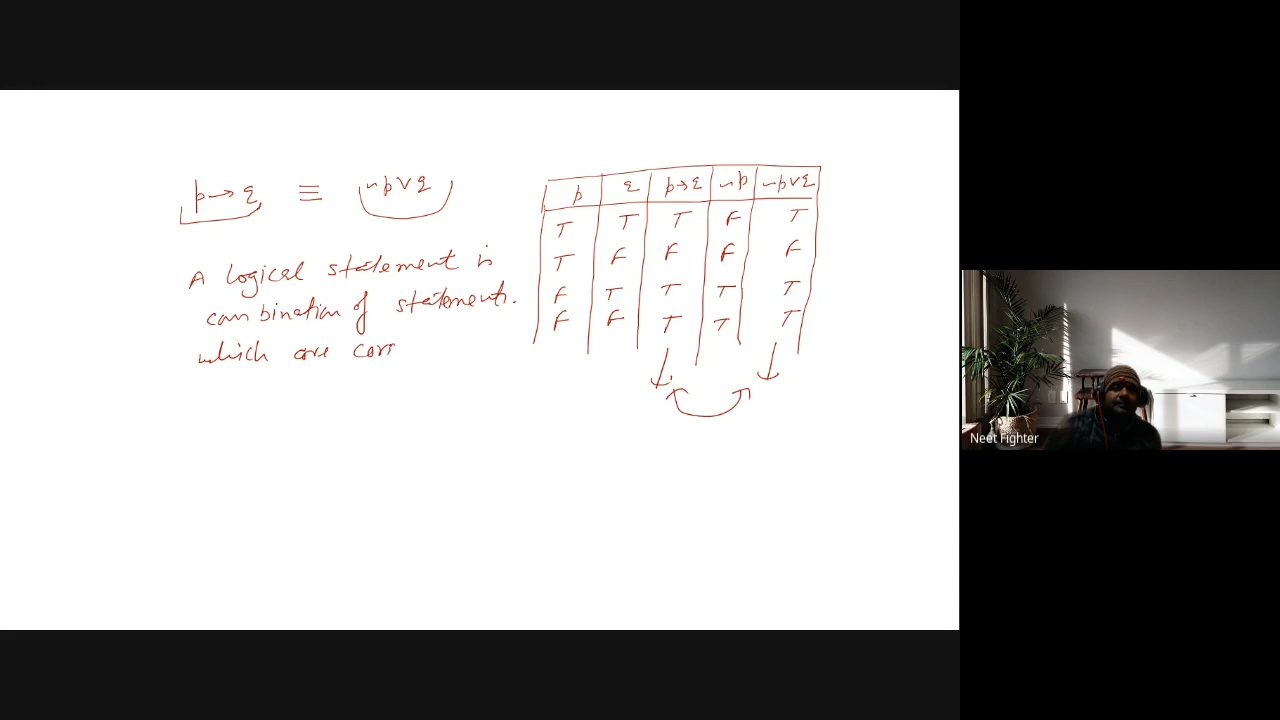 p→q ≡ ~p∨q
A logical statement is
combination of statements.
which are corr
p q p→q ~p ~p∨q
T T T F T
T F F F F
F T T T T
F F T T T
Neet Fighter